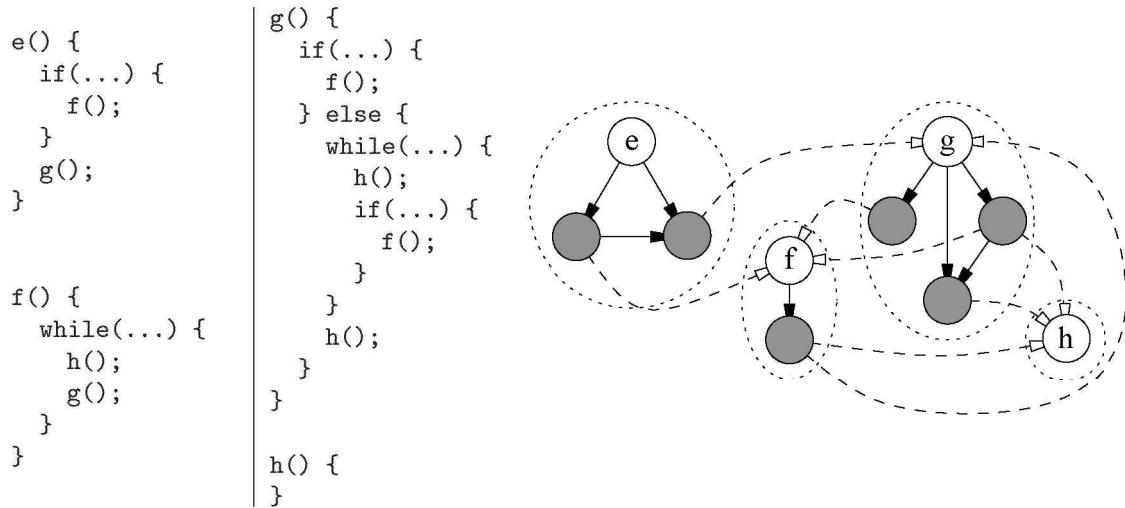 e() {
if(...) {
f();
}
g();
}
f() {
while(...) {
h();
g();
}
}
g() {
if(...) {
f();
} else {
while(...) {
h();
if(...) {
f();
}
}
h();
}
}
h() {
}
e
g
f
h